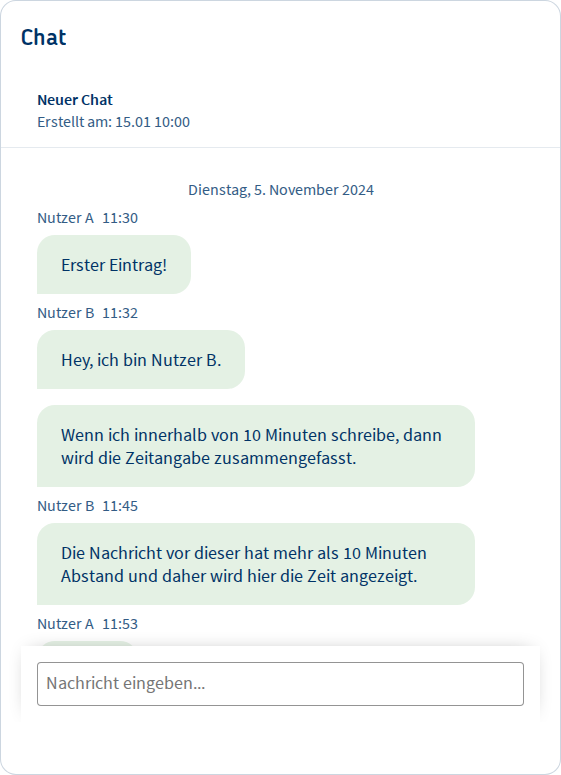 Chat
Neuer Chat
Erstellt am: 15.01 10:00
Dienstag, 5. November 2024
Nutzer A 11:30
Erster Eintrag!
Nutzer B 11:32
Hey, ich bin Nutzer B.
Wenn ich innerhalb von 10 Minuten schreibe, dann
wird die Zeitangabe zusammengefasst.
Nutzer B 11:45
Die Nachricht vor dieser hat mehr als 10 Minuten
Abstand und daher wird hier die Zeit angezeigt.
Nutzer A 11:53
Nachricht eingeben...